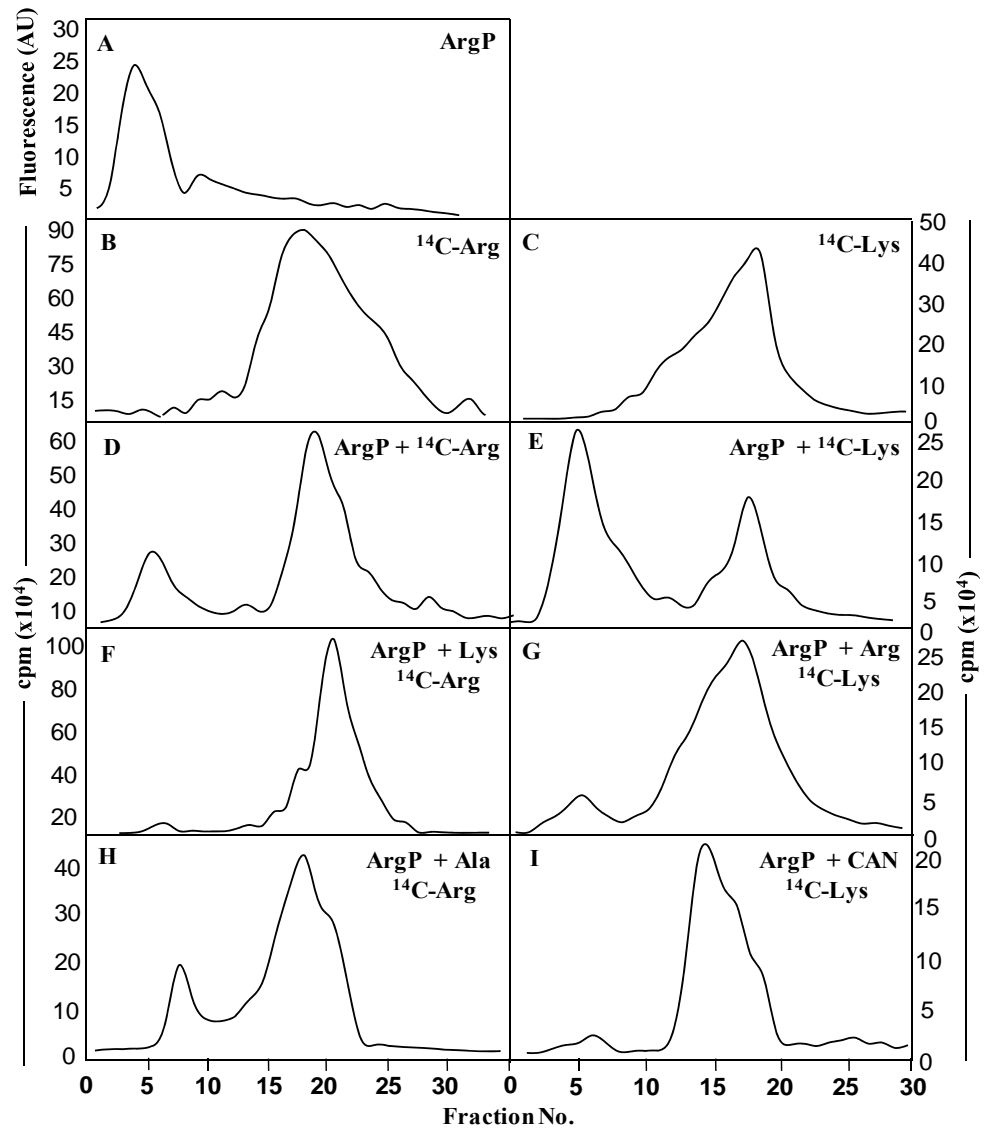 Fluorescence (AU)
30
25
20
15
10
5
A
ArgP
90
75
60
45
30
15
B
¹⁴C-Arg
C
¹⁴C-Lys
50
40
30
20
10
0
60
50
40
30
20
10
D
ArgP + ¹⁴C-Arg
E
ArgP + ¹⁴C-Lys
25
20
15
10
5
0
cpm (x10⁴)
100
80
60
40
20
F
ArgP + Lys
¹⁴C-Arg
G
ArgP + Arg
¹⁴C-Lys
25
20
15
10
5
0
cpm (x10⁴)
40
30
20
10
0
H
ArgP + Ala
¹⁴C-Arg
I
ArgP + CAN
¹⁴C-Lys
20
15
10
5
0
0 5 10 15 20 25 30 0 5 10 15 20 30
Fraction No.